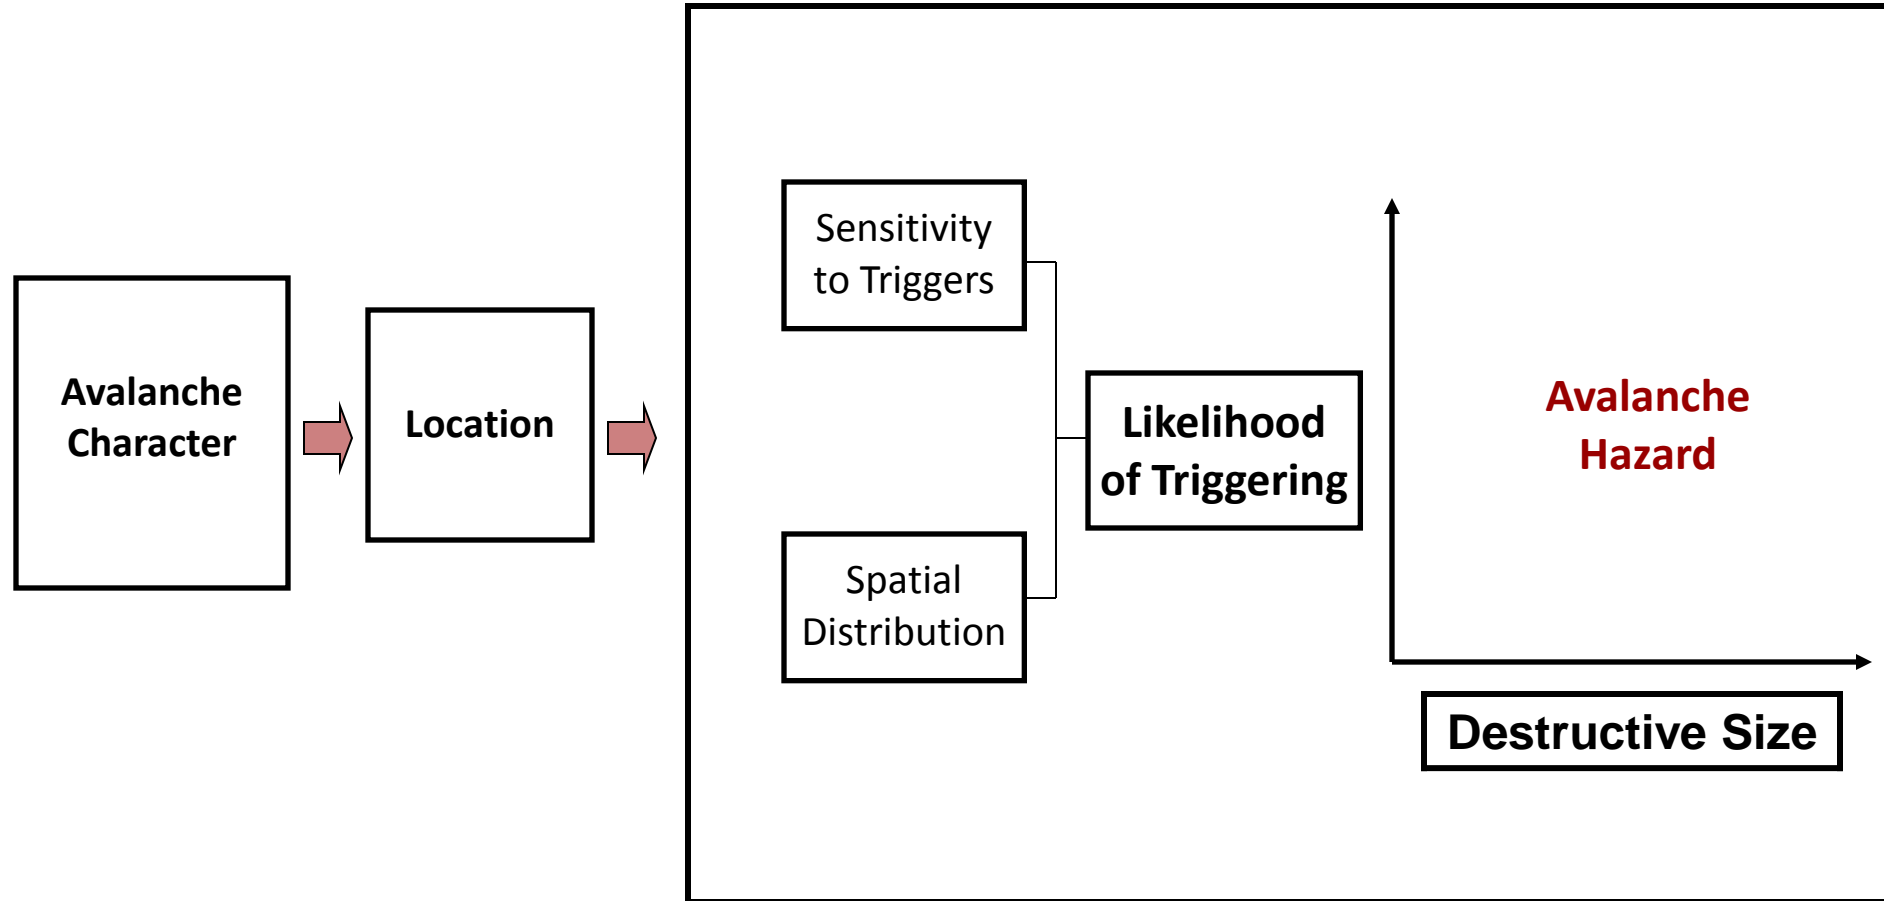 Avalanche
Character
Location
Sensitivity
to Triggers
Spatial
Distribution
Likelihood
of Triggering
Avalanche
Hazard
Destructive Size